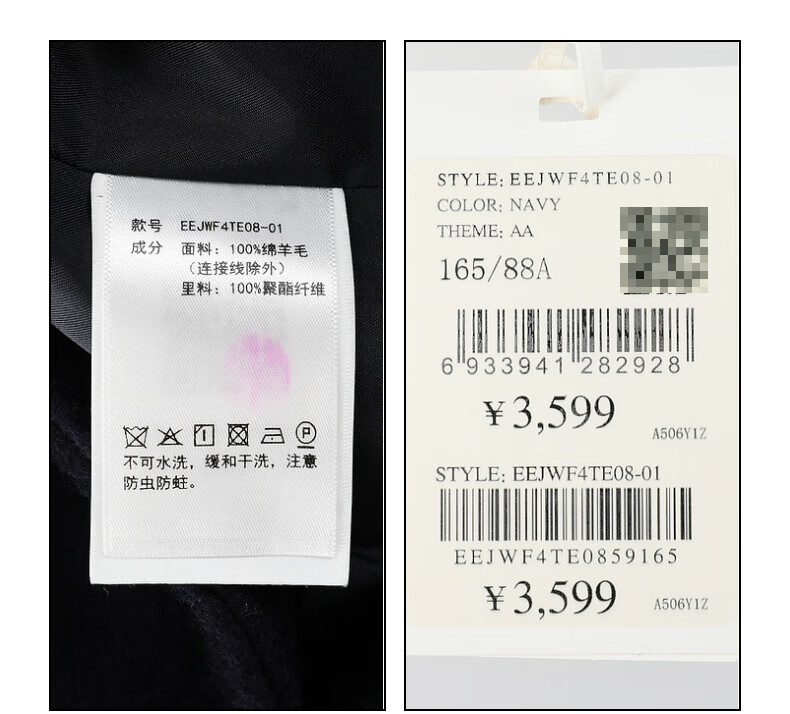 款号 EEJWF4TE08-01
成分 面料：100%绵羊毛
（连接线除外）
里料：100%聚酯纤维
P
不可水洗，缓和干洗，注意
防虫防蛀。
STYLE: EEJWF4TE08-01
COLOR: NAVY
THEME: AA
165/88A
6 933941 282928
¥3,599
A506Y1Z
STYLE: EEJWF4TE08-01
EEJWF4TE0859165
¥3,599
A506Y1Z